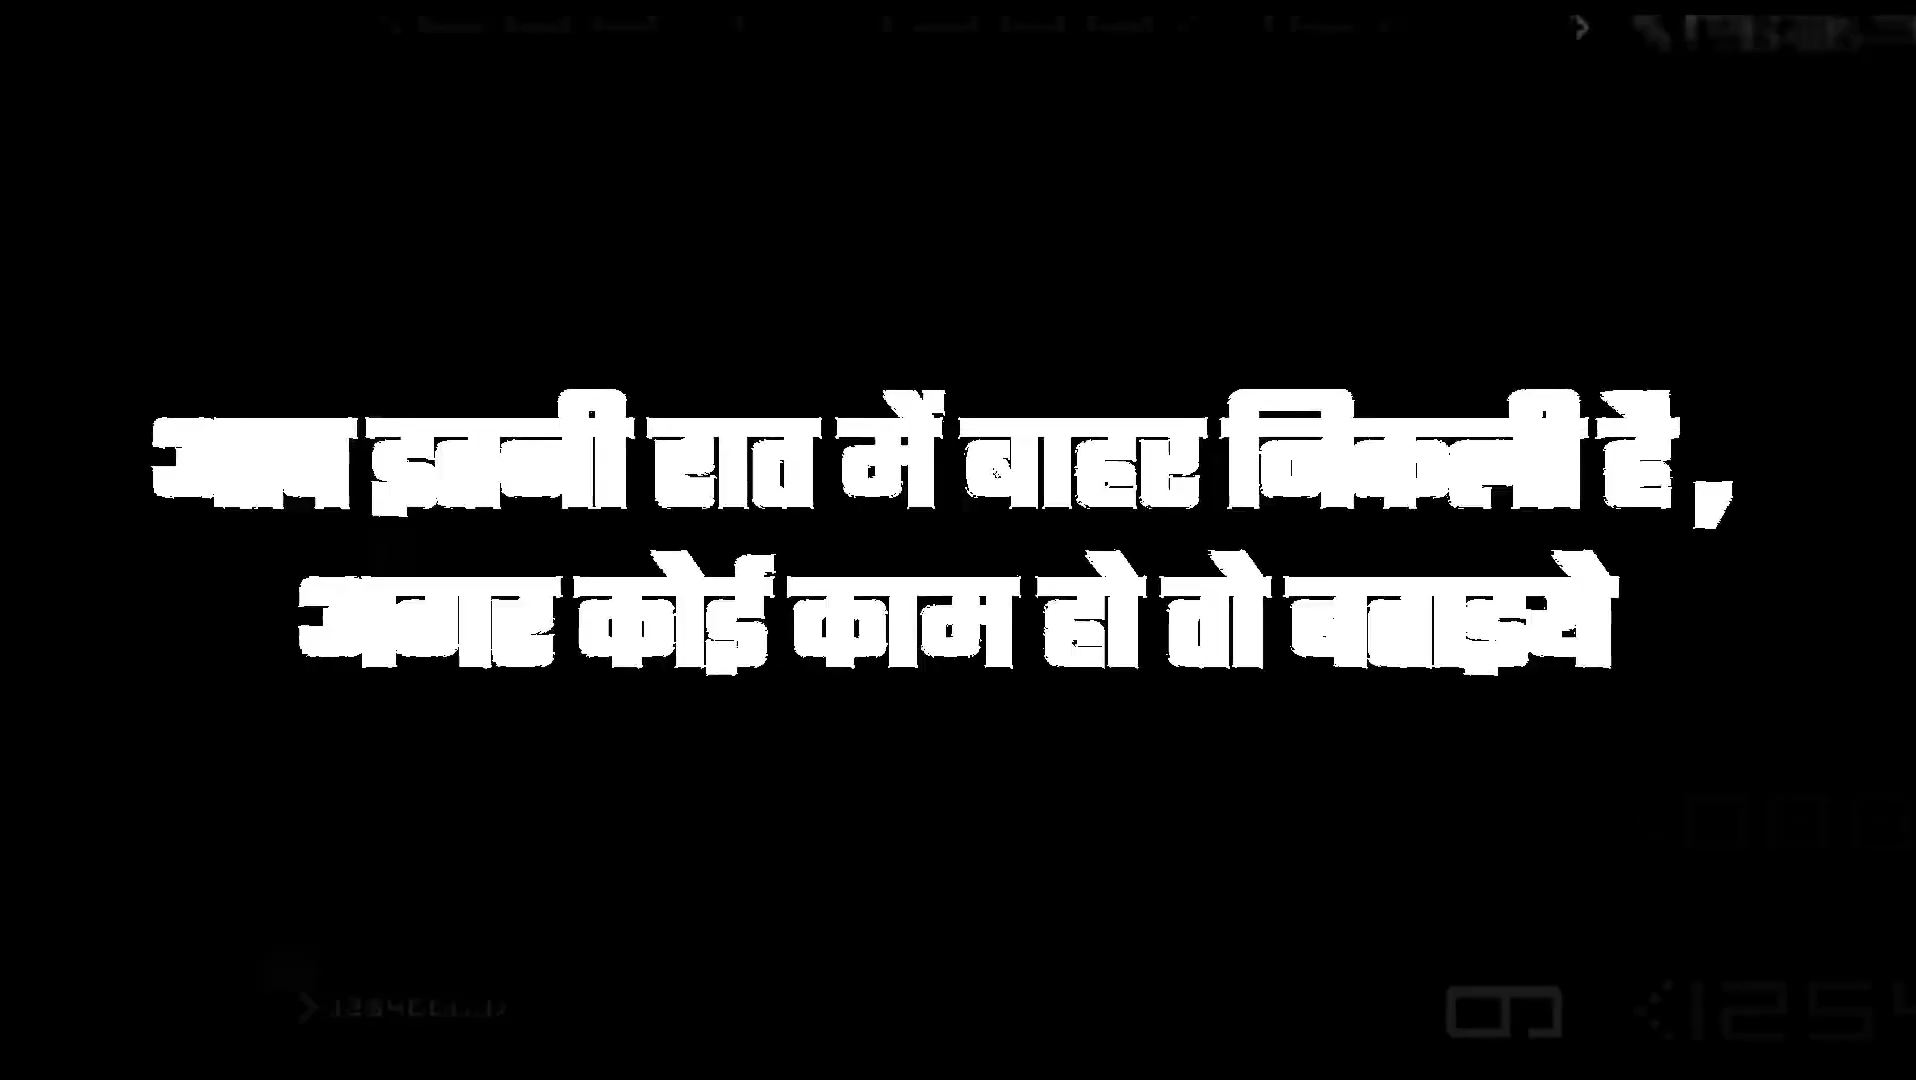 आप इतनी रात में बाहर निकली है ,
अगर कोई काम हो तो बताइये